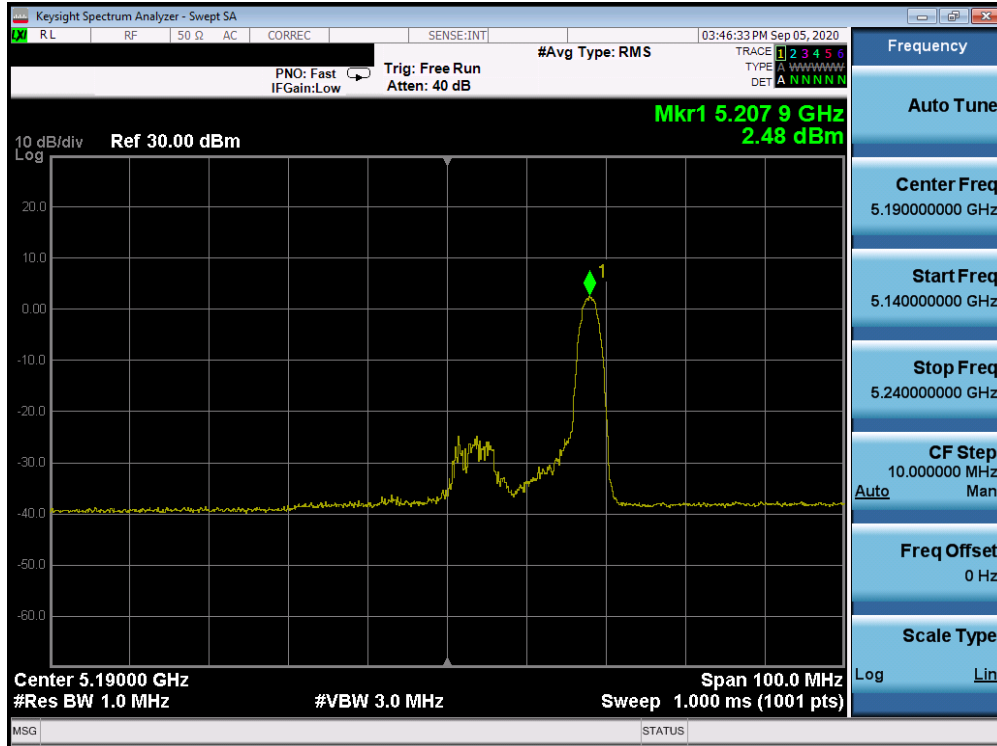 Keysight Spectrum Analyzer - Swept SA
LXI RL RF 50 Ω AC CORREC SENSE:INT 03:46:33 PM Sep 05, 2020
#Avg Type: RMS
TRACE 1 2 3 4 5 6
TYPE A WWWWW
DET A N N N N N
PNO: Fast
IFGain:Low
Trig: Free Run
Atten: 40 dB
Mkr1 5.207 9 GHz
2.48 dBm
10 dB/div Ref 30.00 dBm
Log
20.0
10.0
0.00
-10.0
-20.0
-30.0
-40.0
-50.0
-60.0
1
Center 5.19000 GHz Span 100.0 MHz
#Res BW 1.0 MHz #VBW 3.0 MHz Sweep 1.000 ms (1001 pts)
MSG STATUS
Frequency
Auto Tune
Center Freq
5.190000000 GHz
Start Freq
5.140000000 GHz
Stop Freq
5.240000000 GHz
CF Step
10.000000 MHz
Auto Man
Freq Offset
0 Hz
Scale Type
Log Lin